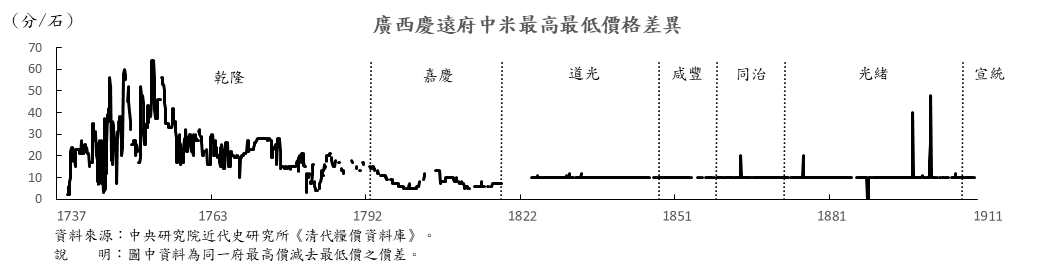 (分/石)
廣西慶遠府中米最高最低價格差異
70
60
50
40
30
20
10
0
乾隆 嘉慶 道光 咸豐 同治 光緒 宣統
1737 1763 1792 1822 1851 1881 1911
資料來源：中央研究院近代史研究所《清代糧價資料庫》。
說　　明：圖中資料為同一府最高價減去最低價之價差。